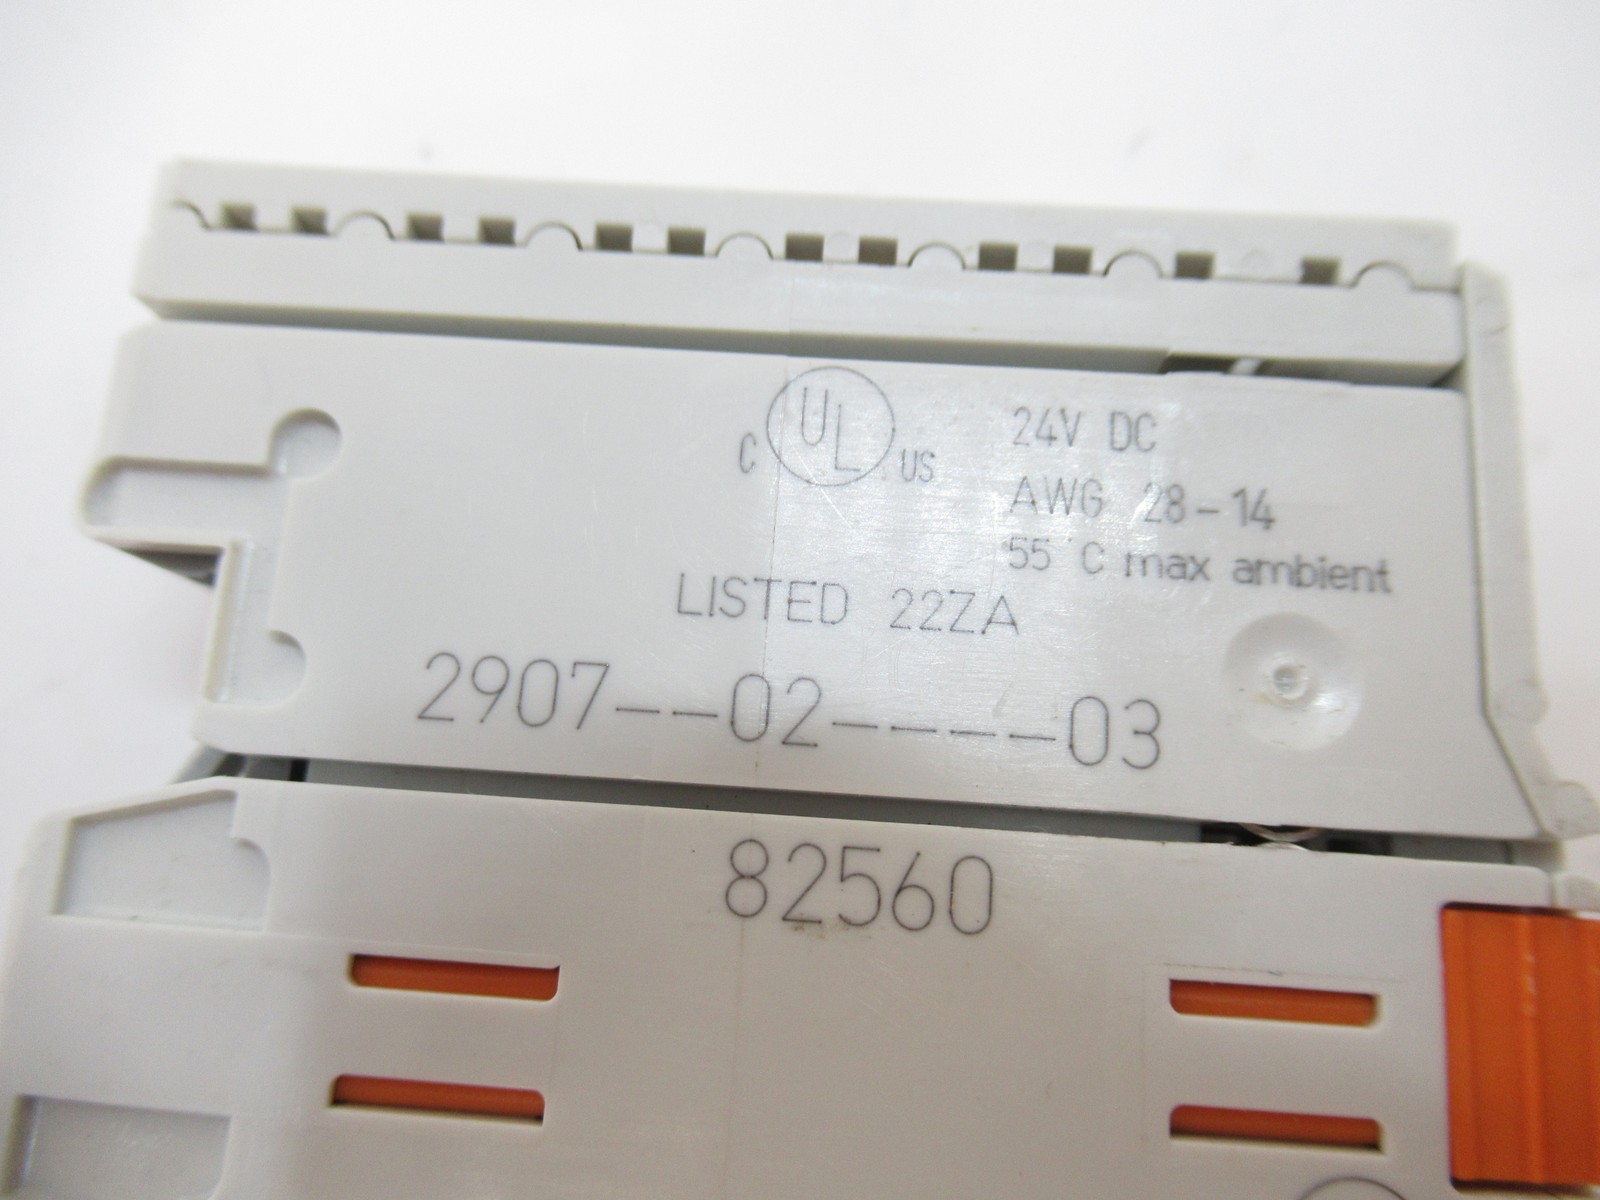 C UL US
24V DC
AWG 28-14
55°C max ambient
LISTED 22ZA
2907--02----03
82560